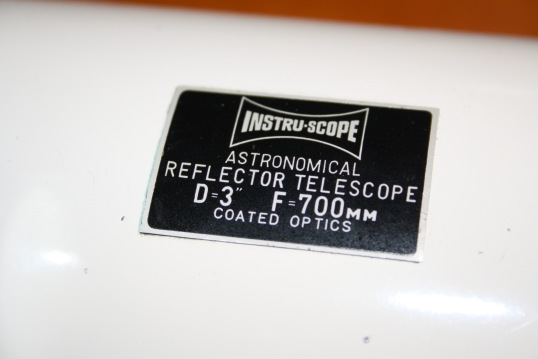 INSTRU·SCOPE
ASTRONOMICAL
REFLECTOR TELESCOPE
D=3" F=700MM
COATED OPTICS